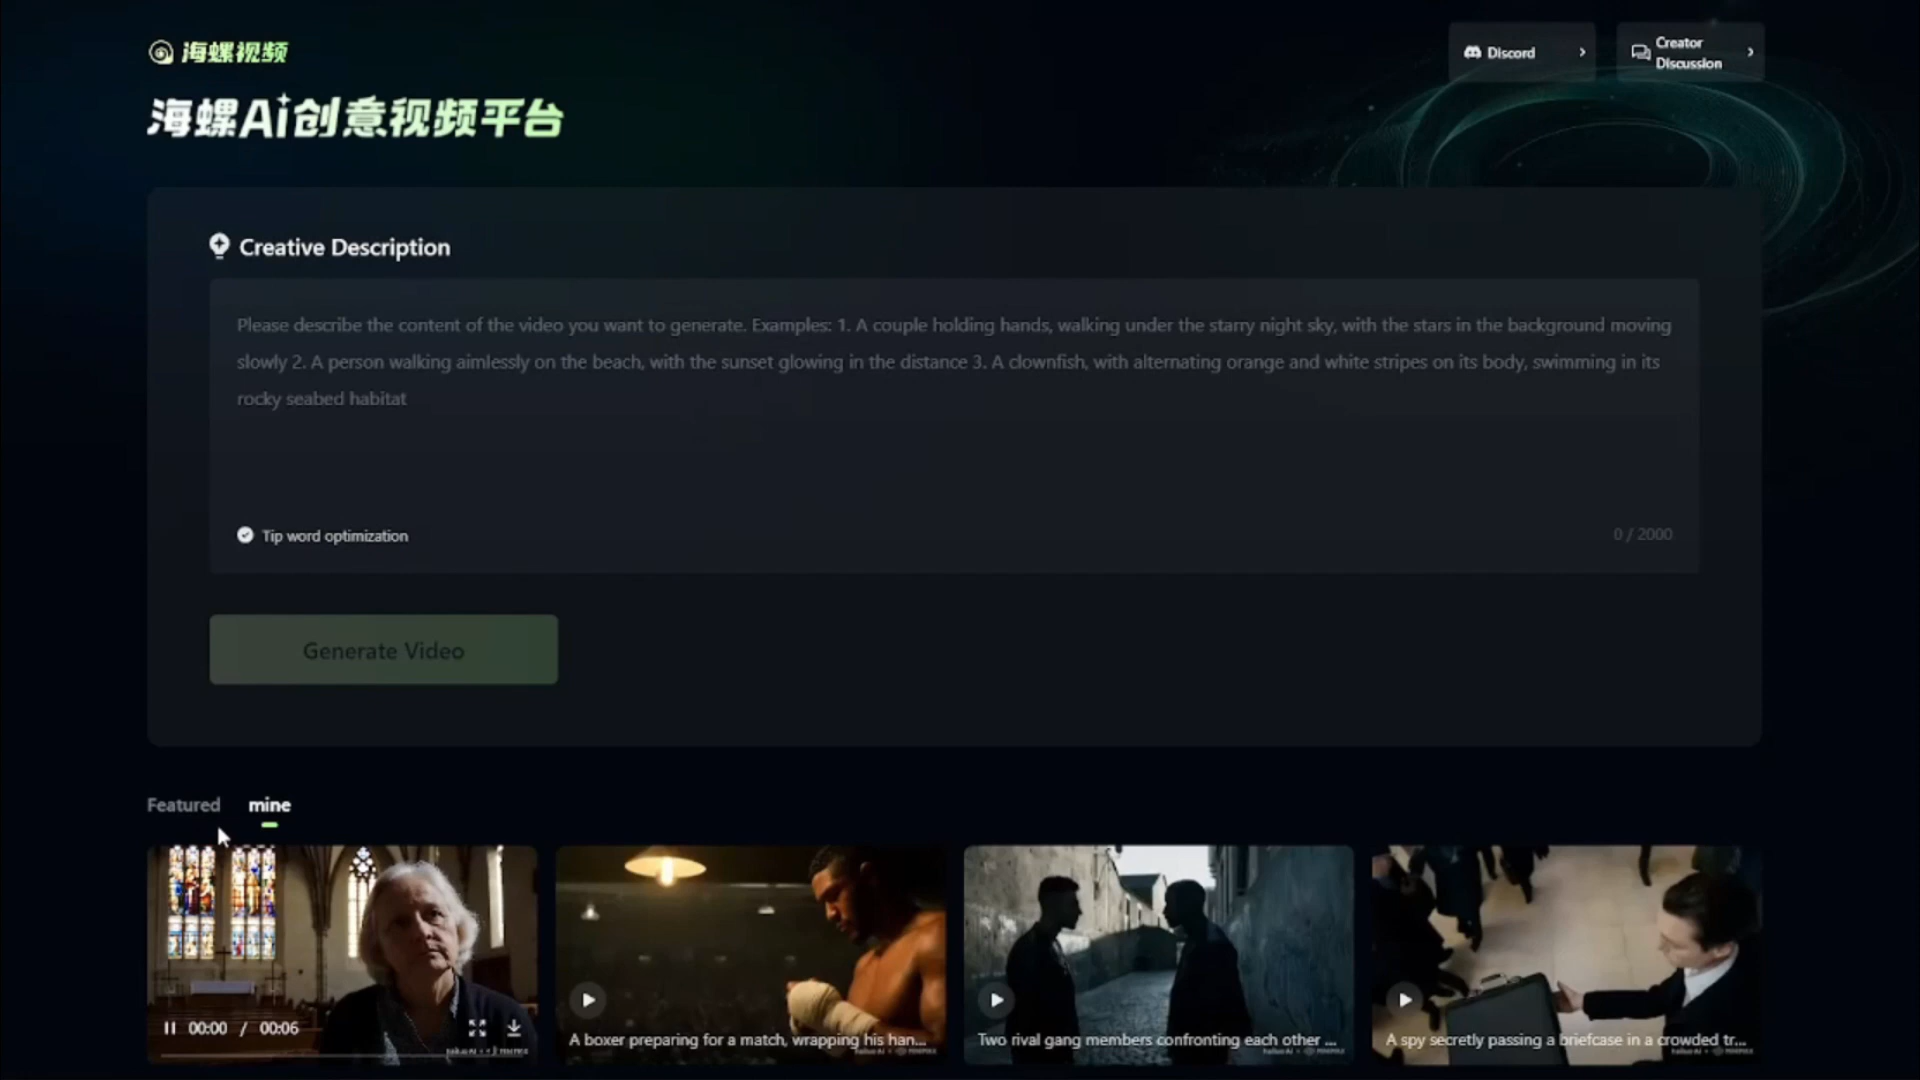 海螺视频
Discord
Creator
Discussion
海螺Ai创意视频平台
Creative Description
Please describe the content of the video you want to generate. Examples: 1. A couple holding hands, walking under the starry night sky, with the stars in the background moving
slowly 2. A person walking aimlessly on the beach, with the sunset glowing in the distance 3. A clownfish, with alternating orange and white stripes on its body, swimming in its
rocky seabed habitat
Tip word optimization
0 / 2000
Generate Video
Featured
mine
00:00 / 00:06
A boxer preparing for a match, wrapping his han...
Two rival gang members confronting each other ...
A spy secretly passing a briefcase in a crowded tr...